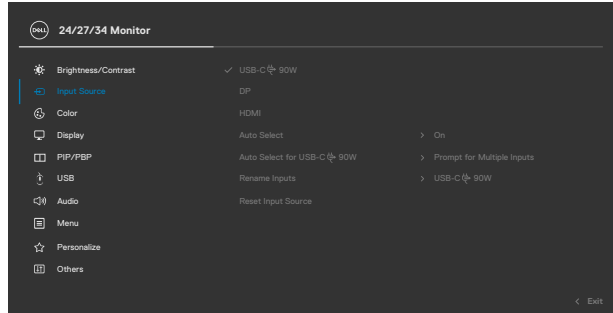 DELL 24/27/34 Monitor
Brightness/Contrast USB-C 90W
Input Source DP
Color HDMI
Display Auto Select On
PIP/PBP Auto Select for USB-C 90W Prompt for Multiple Inputs
USB Rename Inputs USB-C 90W
Audio Reset Input Source
Menu
Personalize
Others
Exit